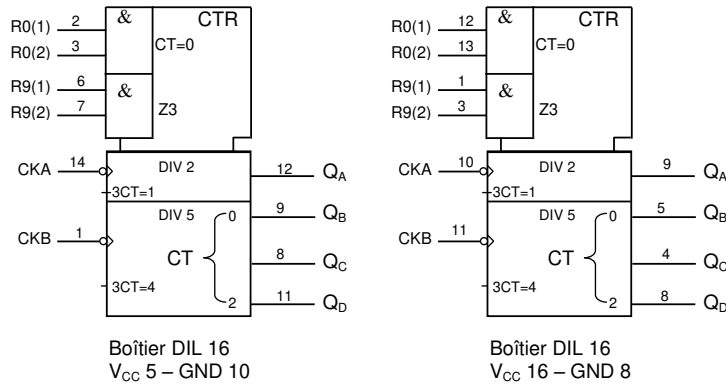 & CTR
R0(1) 2
R0(2) 3
CT=0
R9(1) 6
R9(2) 7
&
Z3
CKA 14
DIV 2
3CT=1
12 QA
DIV 5
0 9 QB
CKB 1
CT
8 QC
3CT=4
2 11 QD
Boîtier DIL 16
VCC 5 – GND 10
& CTR
R0(1) 12
R0(2) 13
CT=0
R9(1) 1
R9(2) 3
&
Z3
CKA 10
DIV 2
3CT=1
9 QA
DIV 5
0 5 QB
CKB 11
CT
4 QC
3CT=4
2 8 QD
Boîtier DIL 16
VCC 16 – GND 8